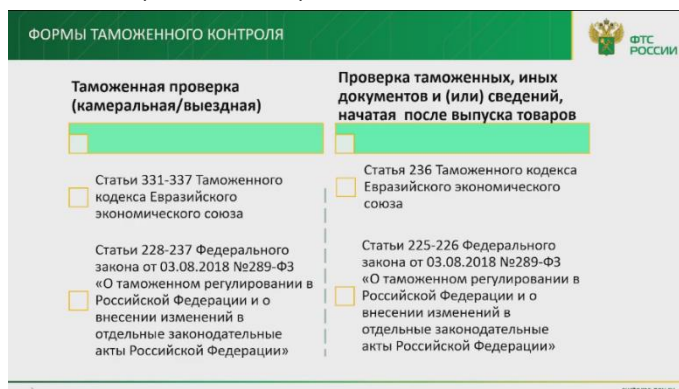 ФОРМЫ ТАМОЖЕННОГО КОНТРОЛЯ
ФТС
РОССИИ
Таможенная проверка
(камеральная/выездная)
Статьи 331-337 Таможенного
кодекса Евразийского
экономического союза
Статьи 228-237 Федерального
закона от 03.08.2018 №289-ФЗ
«О таможенном регулировании в
Российской Федерации и о
внесении изменений в
отдельные законодательные
акты Российской Федерации»
Проверка таможенных, иных
документов и (или) сведений,
начатая после выпуска товаров
Статья 236 Таможенного кодекса
Евразийского экономического
союза
Статьи 225-226 Федерального
закона от 03.08.2018 №289-ФЗ
«О таможенном регулировании в
Российской Федерации и о
внесении изменений в
отдельные законодательные
акты Российской Федерации»